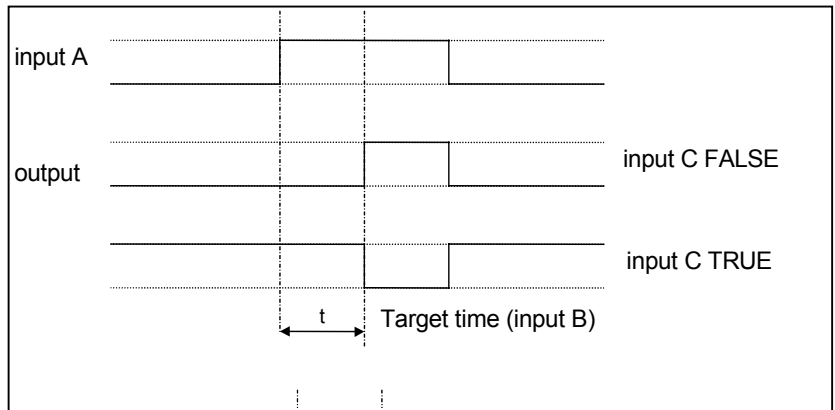 input A
output
input C FALSE
input C TRUE
t
Target time (input B)